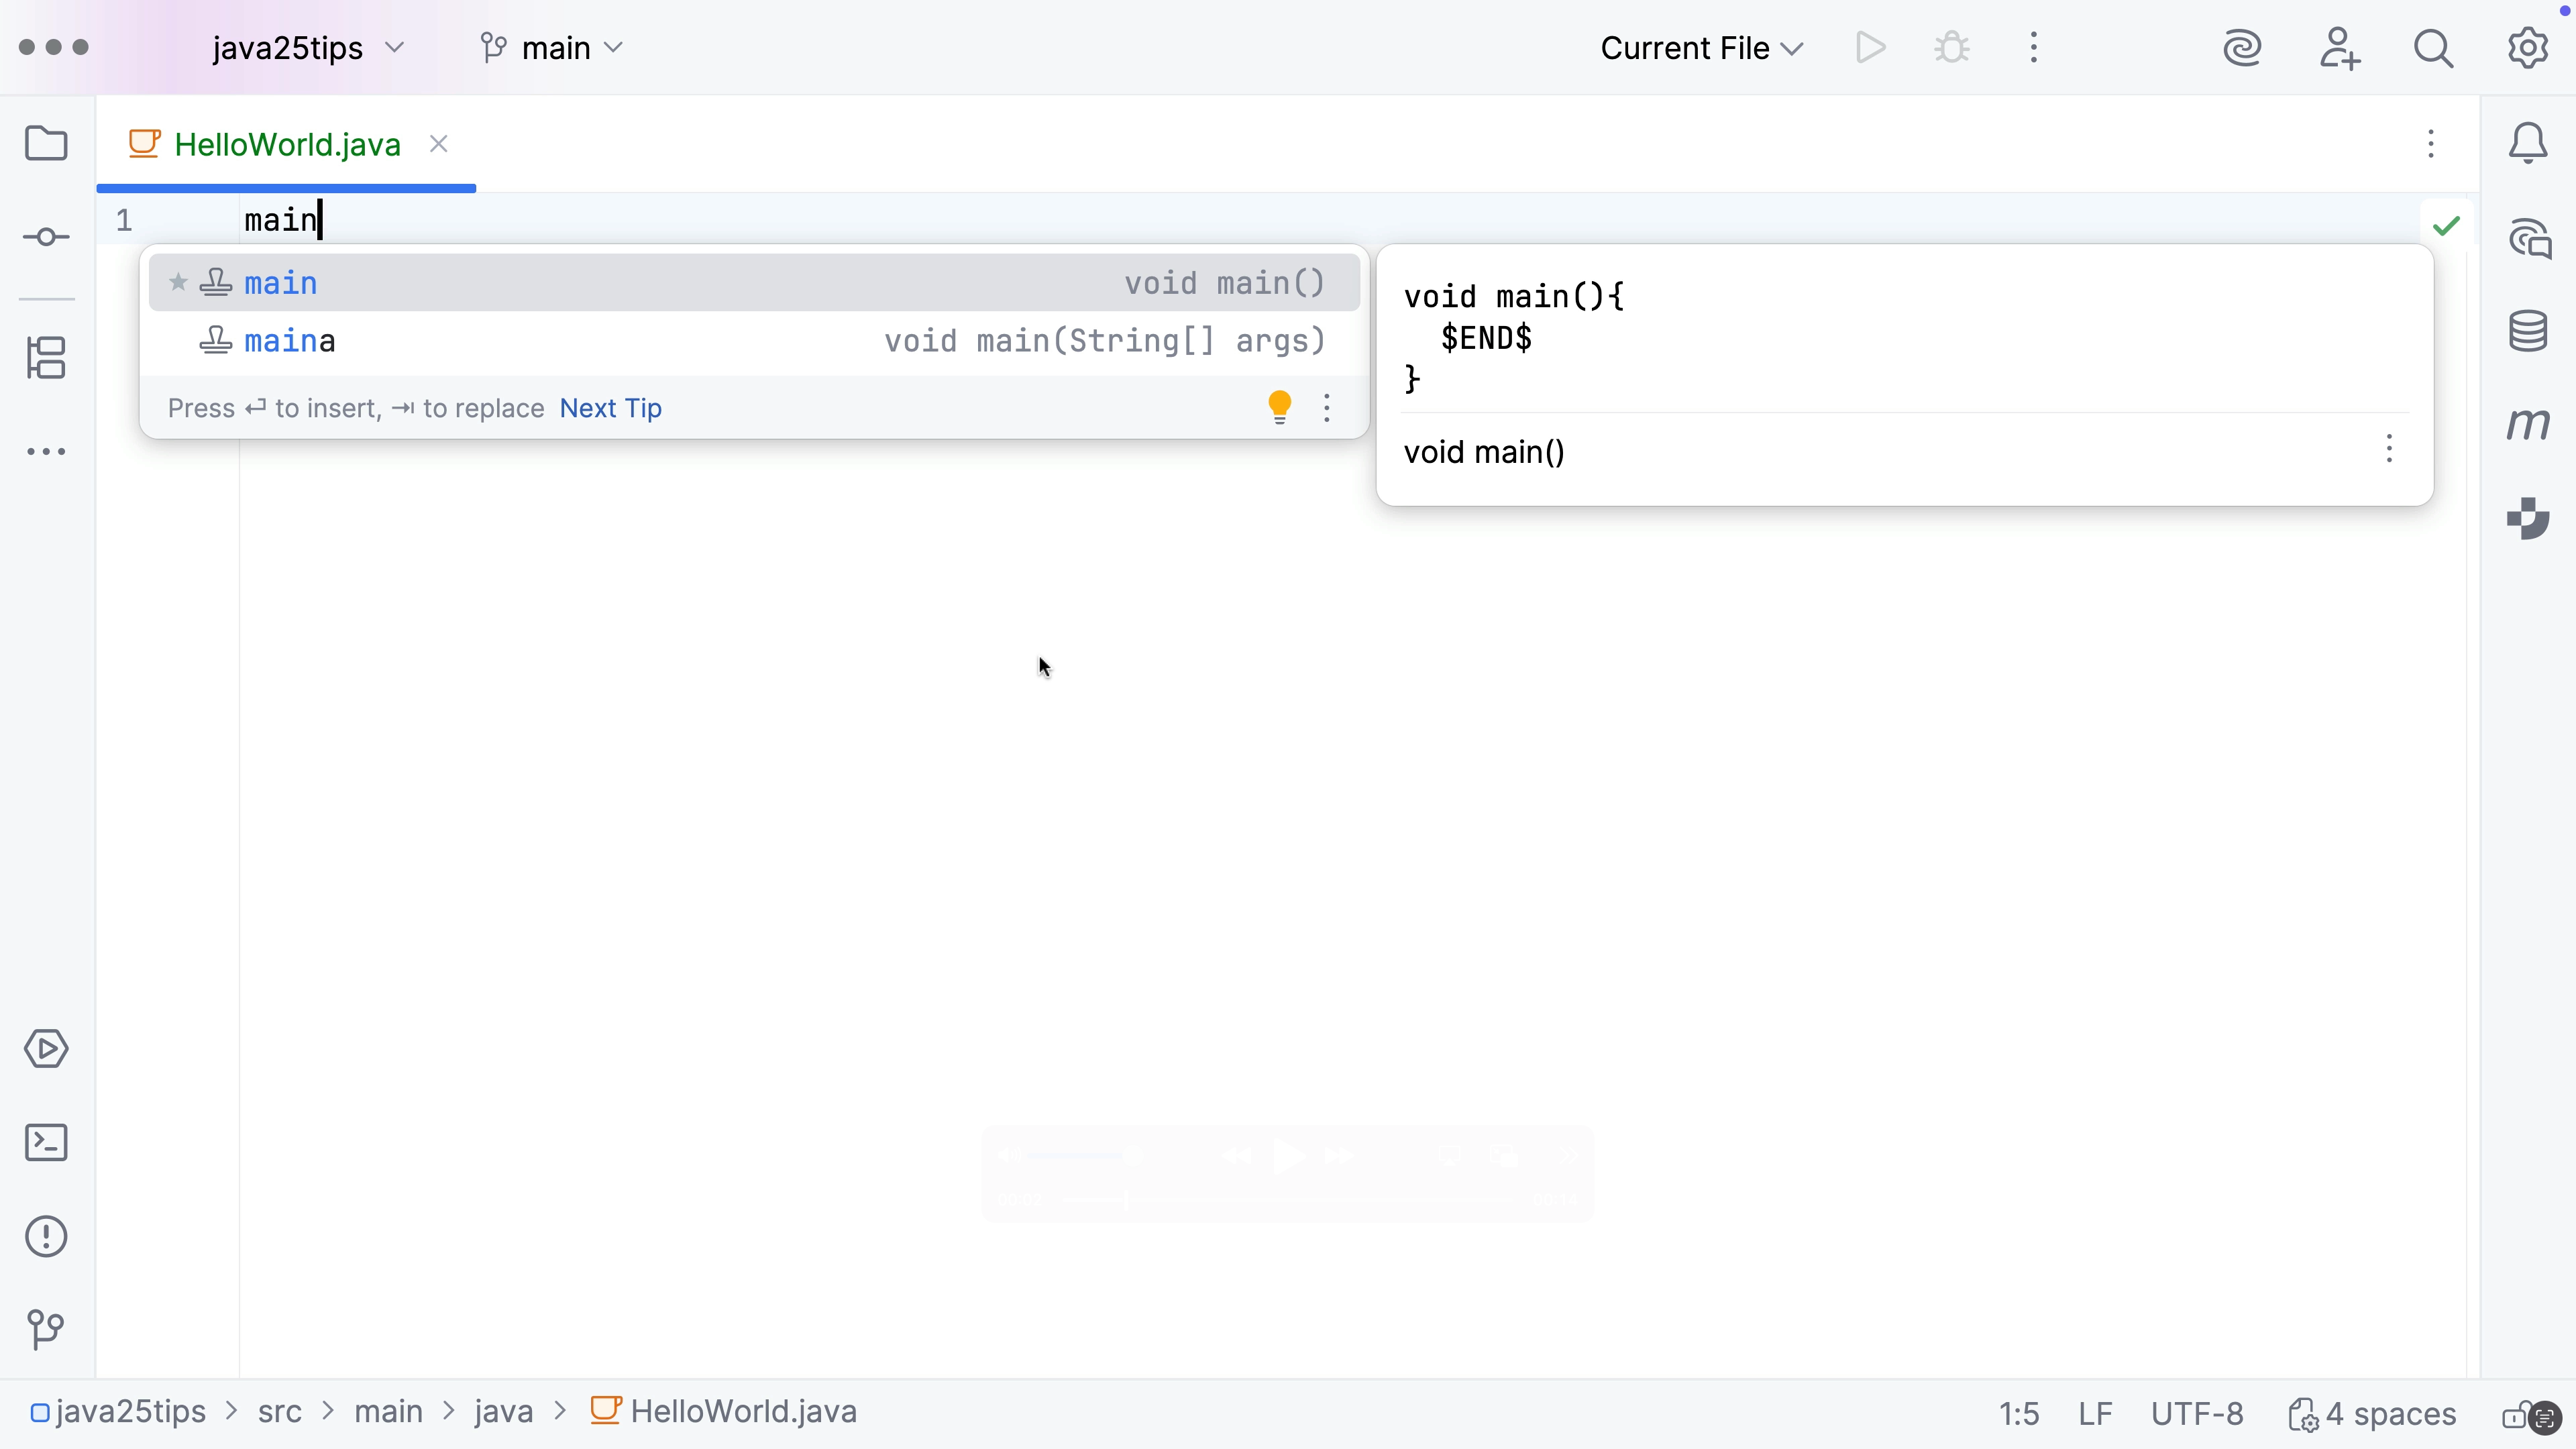 java25tips
main
Current File
HelloWorld.java
1
main
main void main()
maina void main(String[] args)
Press ↵ to insert, ⇥ to replace Next Tip
void main(){
$END$
}
void main()
m
java25tips > src > main > java > HelloWorld.java
1:5 LF UTF-8 4 spaces